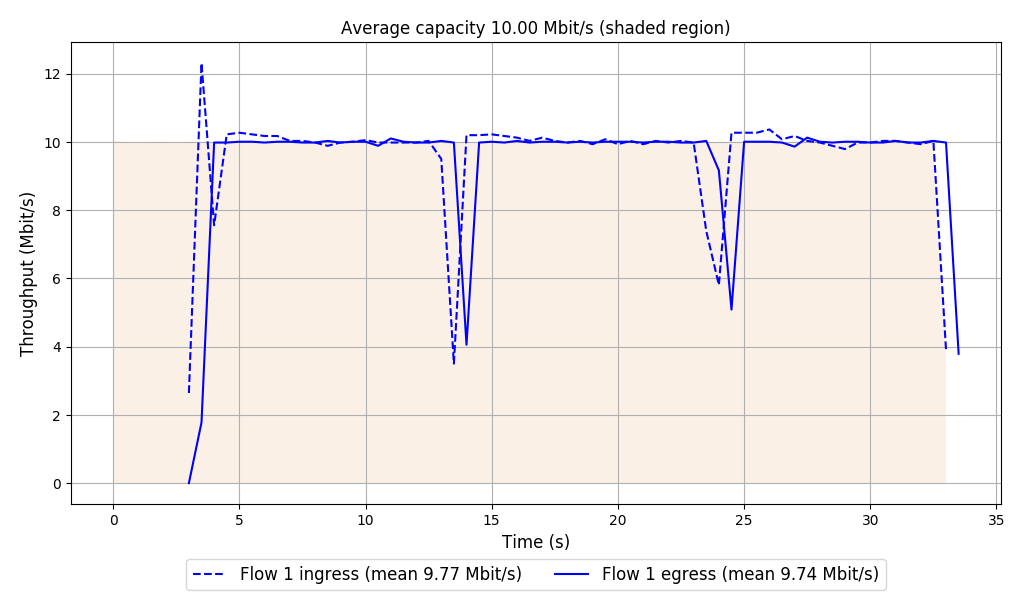 Average capacity 10.00 Mbit/s (shaded region)
Throughput (Mbit/s)
12
10
8
6
4
2
0
0 5 10 15 20 25 30 35
Time (s)
Flow 1 ingress (mean 9.77 Mbit/s) Flow 1 egress (mean 9.74 Mbit/s)